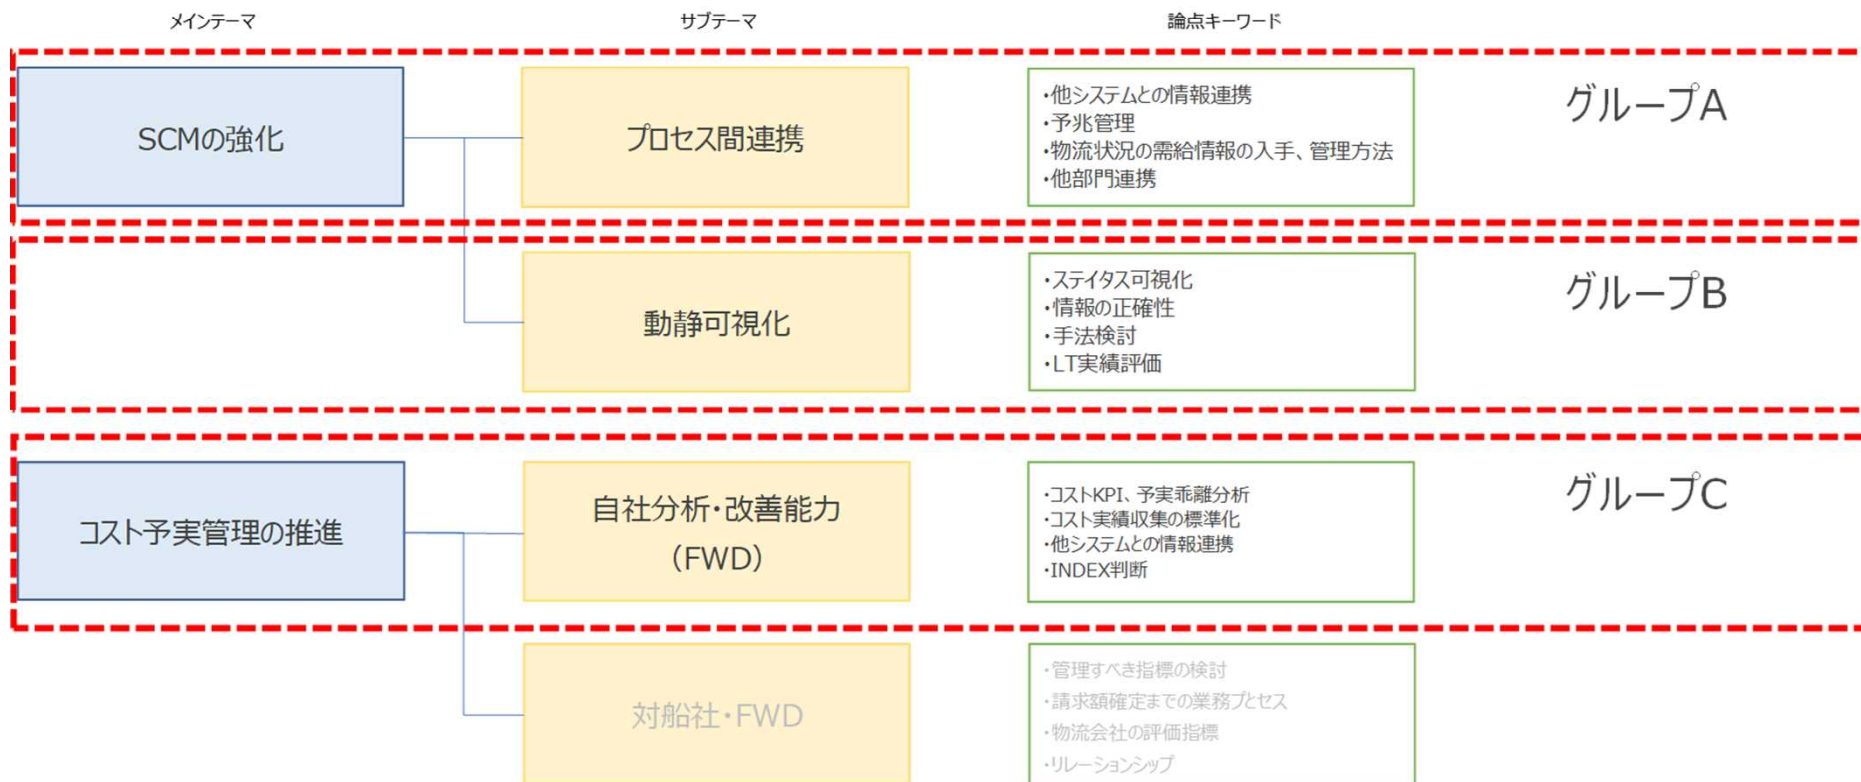 メインテーマ
サブテーマ
論点キーワード
SCMの強化
プロセス間連携
・他システムとの情報連携
・予兆管理
・物流状況の需給情報の入手、管理方法
・他部門連携
グループA
動静可視化
・ステイタス可視化
・情報の正確性
・手法検討
・LT実績評価
グループB
コスト予実管理の推進
自社分析・改善能力
（FWD）
・コストKPI、予実乖離分析
・コスト実績収集の標準化
・他システムとの情報連携
・INDEX判断
グループC
対船社・FWD
・管理すべき指標の検討
・請求額確定までの業務プとセス
・物流会社の評価指標
・リレーションシップ